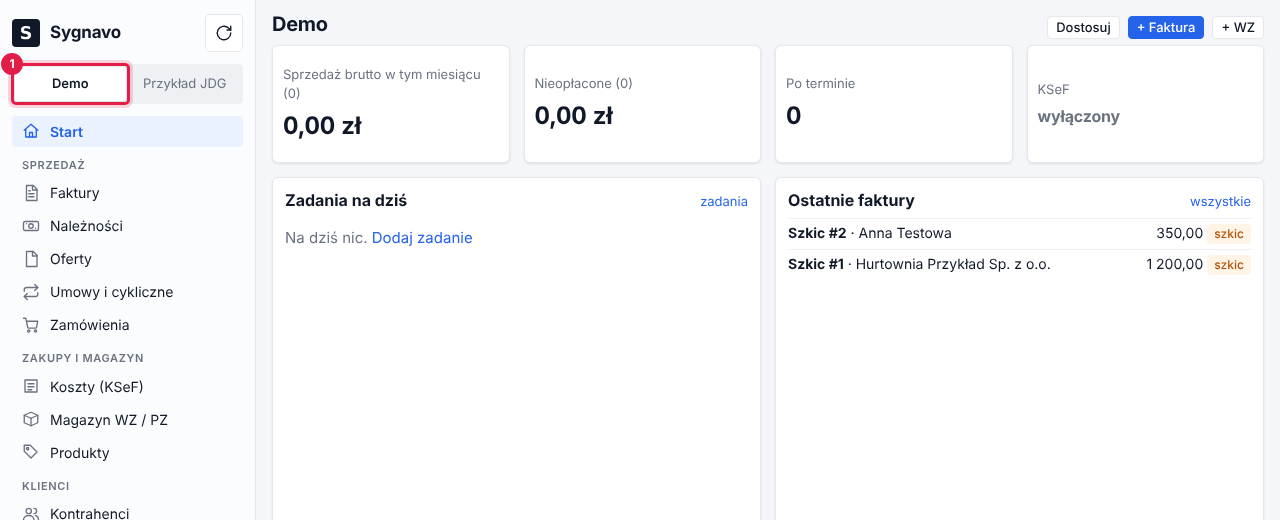 S Sygnavo
1
Demo Przykład JDG
Start
SPRZEDAŻ
Faktury
Należności
Oferty
Umowy i cykliczne
Zamówienia
ZAKUPY I MAGAZYN
Koszty (KSeF)
Magazyn WZ / PZ
Produkty
KLIENCI
Kontrahenci
Demo
Dostosuj + Faktura + WZ
Sprzedaż brutto w tym miesiącu
(0)
0,00 zł
Nieopłacone (0)
0,00 zł
Po terminie
0
KSeF
wyłączony
Zadania na dziś zadania
Na dziś nic. Dodaj zadanie
Ostatnie faktury wszystkie
Szkic #2 · Anna Testowa 350,00 szkic
Szkic #1 · Hurtownia Przykład Sp. z o.o. 1 200,00 szkic